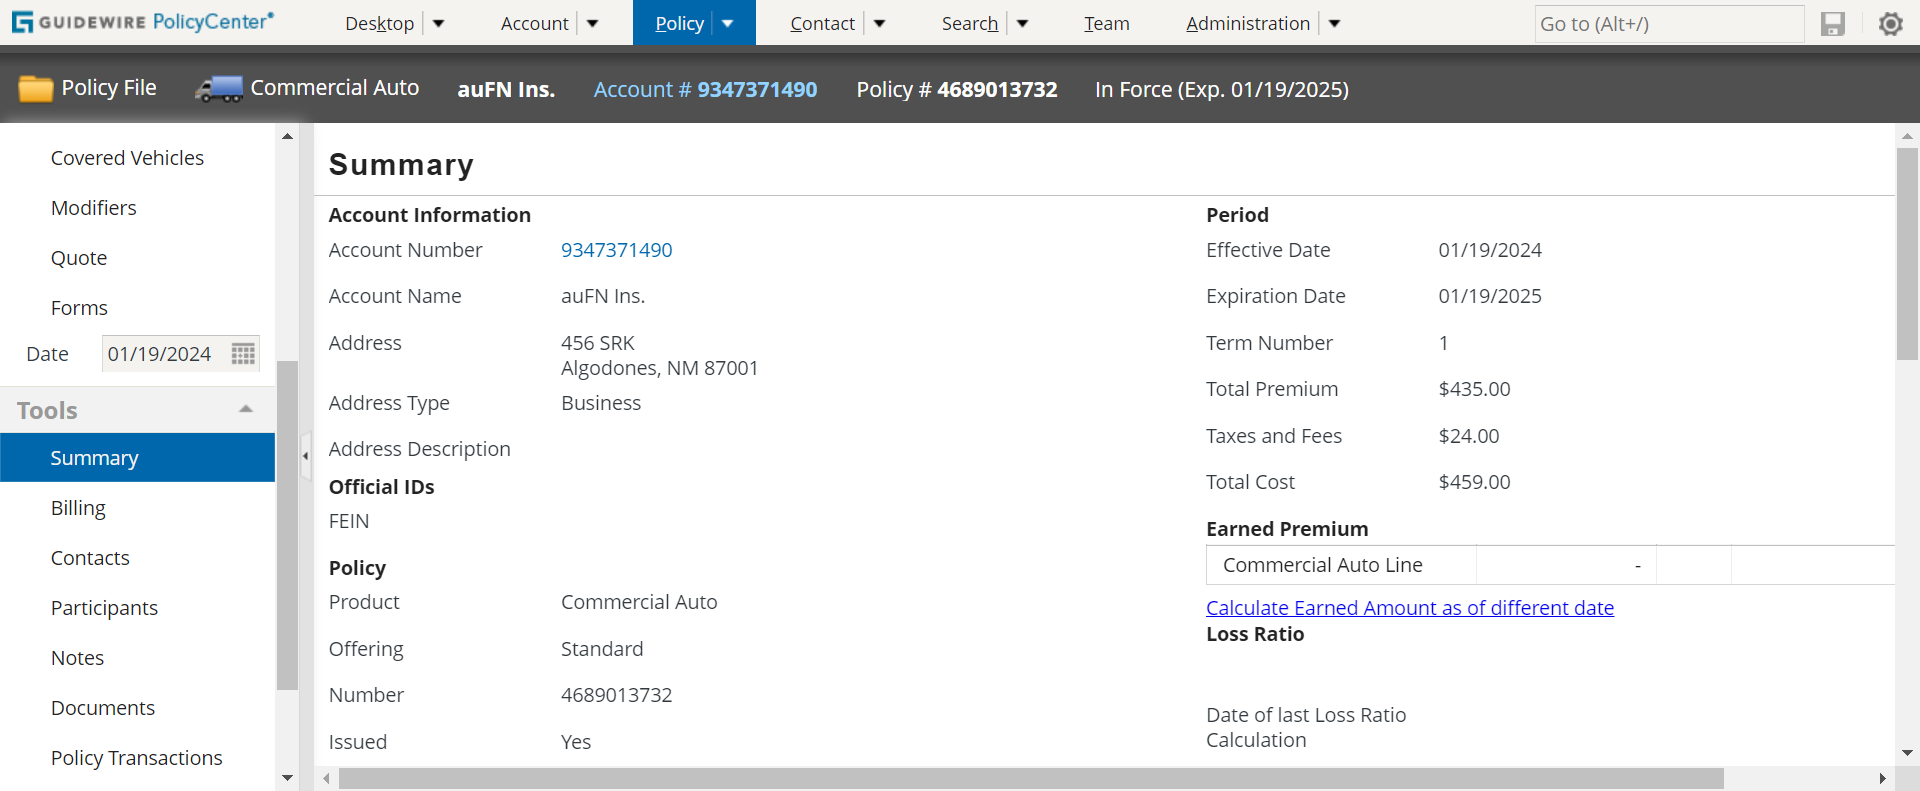 GUIDEWIRE PolicyCenter®
Desktop Account Policy Contact Search Team Administration Go to (Alt+/)
Policy File Commercial Auto auFN Ins. Account # 9347371490 Policy # 4689013732 In Force (Exp. 01/19/2025)
Covered Vehicles
Modifiers
Quote
Forms
Date 01/19/2024
Tools
Summary
Billing
Contacts
Participants
Notes
Documents
Policy Transactions
Summary
Account Information
Account Number 9347371490
Account Name auFN Ins.
Address 456 SRK
Algodones, NM 87001
Address Type Business
Address Description
Official IDs
FEIN
Policy
Product Commercial Auto
Offering Standard
Number 4689013732
Issued Yes
Period
Effective Date 01/19/2024
Expiration Date 01/19/2025
Term Number 1
Total Premium $435.00
Taxes and Fees $24.00
Total Cost $459.00
Earned Premium
Commercial Auto Line -
Calculate Earned Amount as of different date
Loss Ratio
Date of last Loss Ratio
Calculation